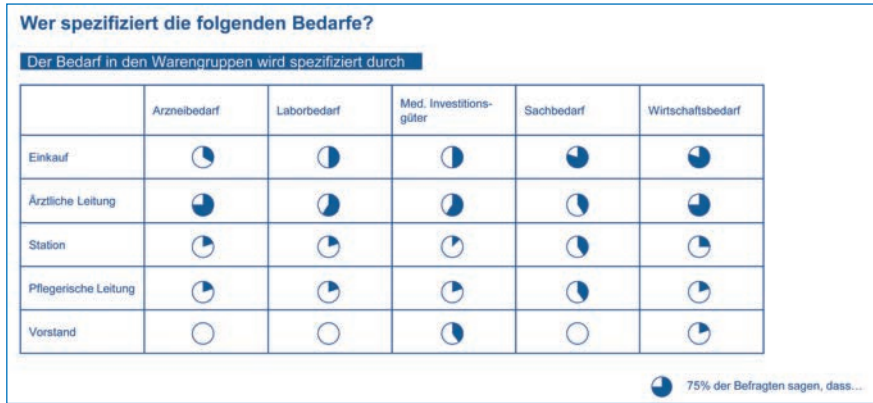 Wer spezifiziert die folgenden Bedarfe?
Der Bedarf in den Warengruppen wird spezifiziert durch
Arzneibedarf Laborbedarf Med. Investitions-
güter Sachbedarf Wirtschaftsbedarf
Einkauf
Ärztliche Leitung
Station
Pflegerische Leitung
Vorstand
75% der Befragten sagen, dass...